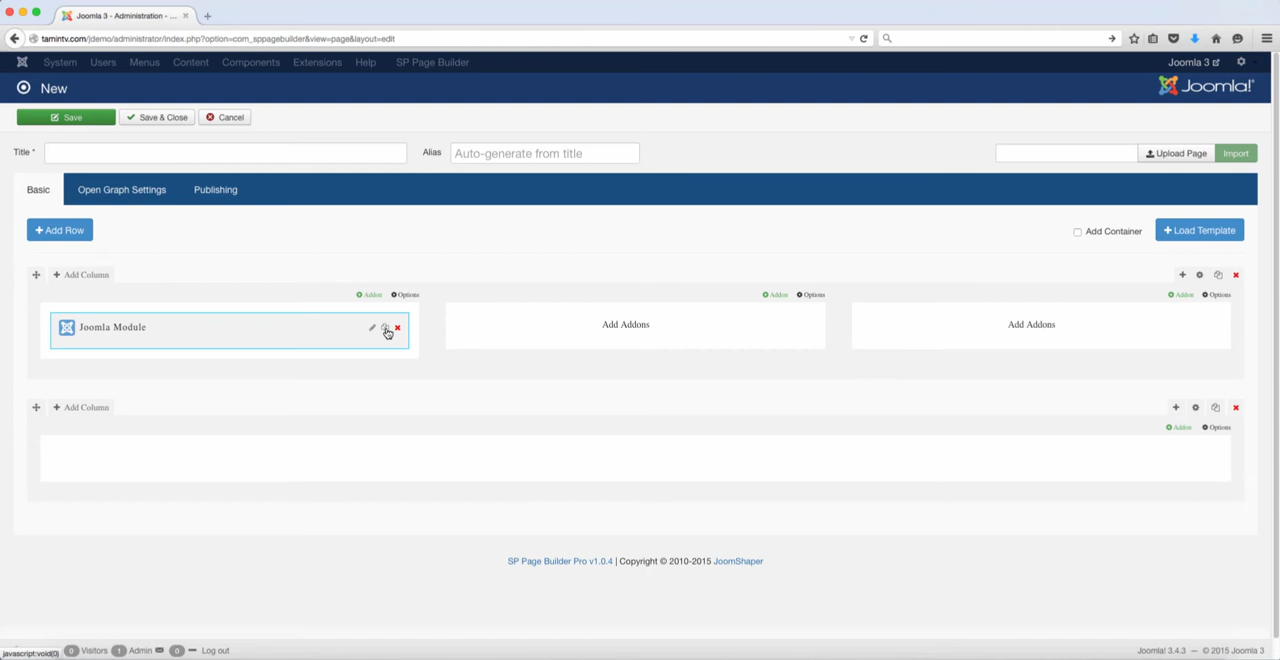 Joomla 3 - Administration - ...
tamintv.com/jdemo/administrator/index.php?option=com_sppagebuilder&view=page&layout=edit
System Users Menus Content Components Extensions Help SP Page Builder Joomla 3
New Joomla!®
Save Save & Close Cancel
Title * Alias Auto-generate from title Upload Page Import
Basic Open Graph Settings Publishing
+ Add Row Add Container + Load Template
+ Add Column
Addon Options Addon Options Addon Options
Joomla Module Add Addons Add Addons
+ Add Column
Addon Options
SP Page Builder Pro v1.0.4 | Copyright © 2010-2015 JoomShaper
javascript:void(0) 0 Visitors 1 Admin 0 Log out Joomla! 3.4.3 — © 2015 Joomla 3